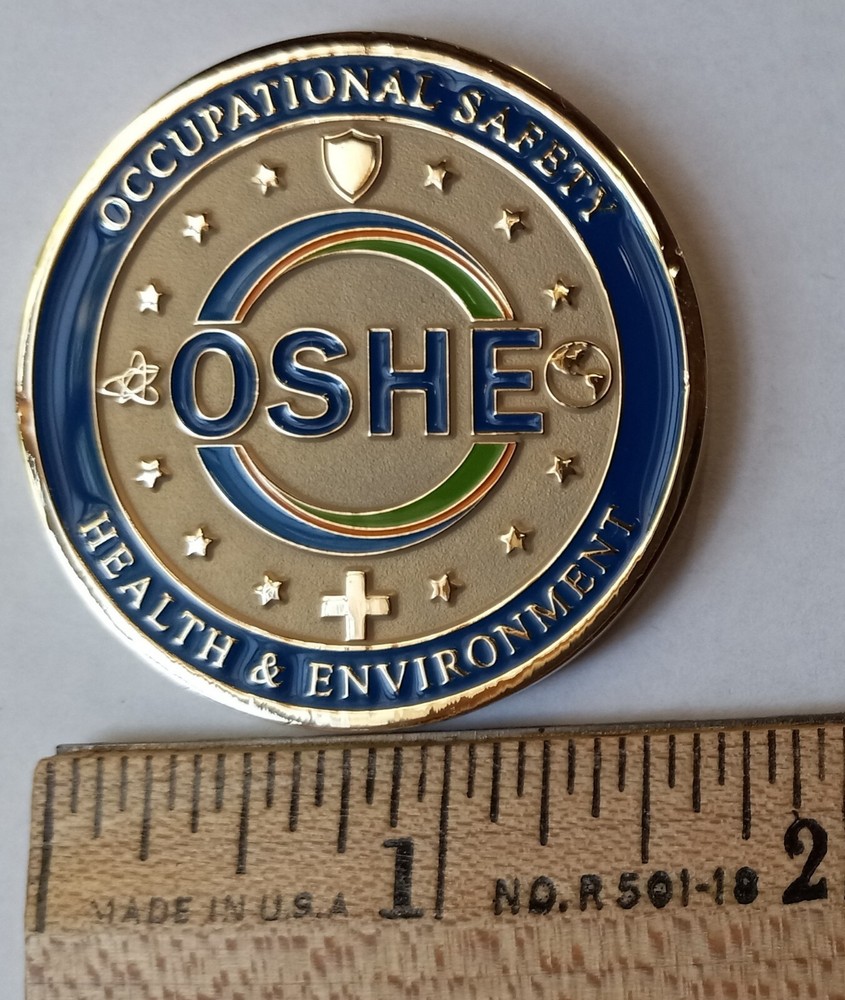 OCCUPATIONAL SAFETY
OSHE
HEALTH & ENVIRONMENT
1 2
MADE IN U.S.A NO. R 501-18